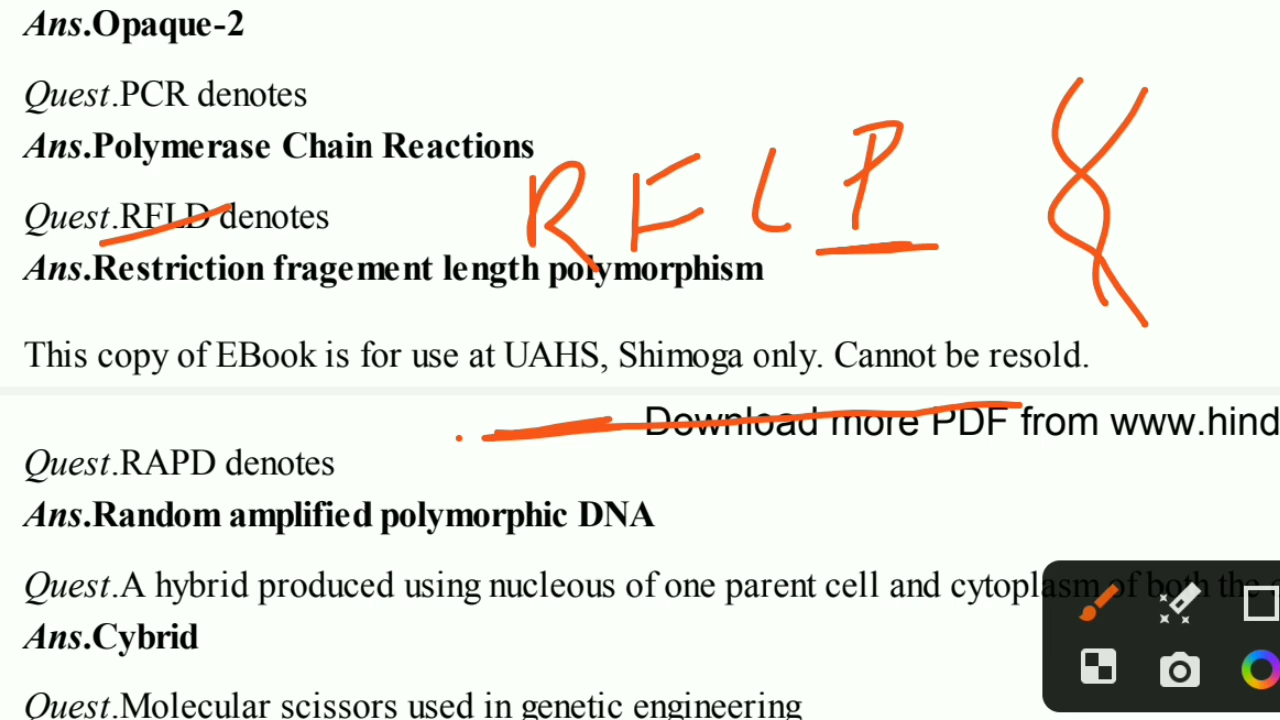 Ans.Opaque-2
Quest.PCR denotes
Ans.Polymerase Chain Reactions
Quest.RFLD denotes
RFLP
Ans.Restriction fragement length polymorphism
This copy of EBook is for use at UAHS, Shimoga only. Cannot be resold.
Download more PDF from www.hind
Quest.RAPD denotes
Ans.Random amplified polymorphic DNA
Quest.A hybrid produced using nucleous of one parent cell and cytoplasm of both the
Ans.Cybrid
Quest.Molecular scissors used in genetic engineering